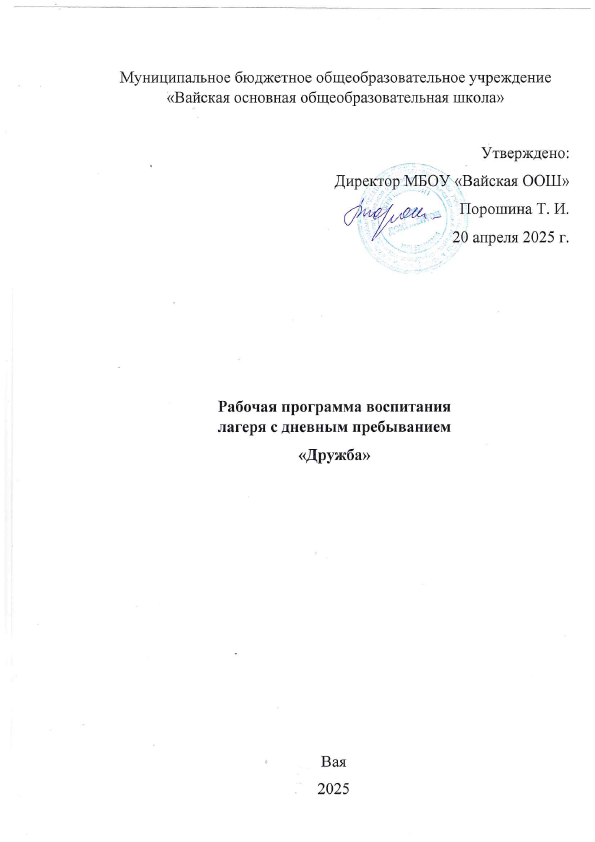 Муниципальное бюджетное общеобразовательное учреждение
«Вайская основная общеобразовательная школа»
Утверждено:
Директор МБОУ «Вайская ООШ»
Порошина Т. И.
20 апреля 2025 г.
Рабочая программа воспитания
лагеря с дневным пребыванием
«Дружба»
Вая
2025